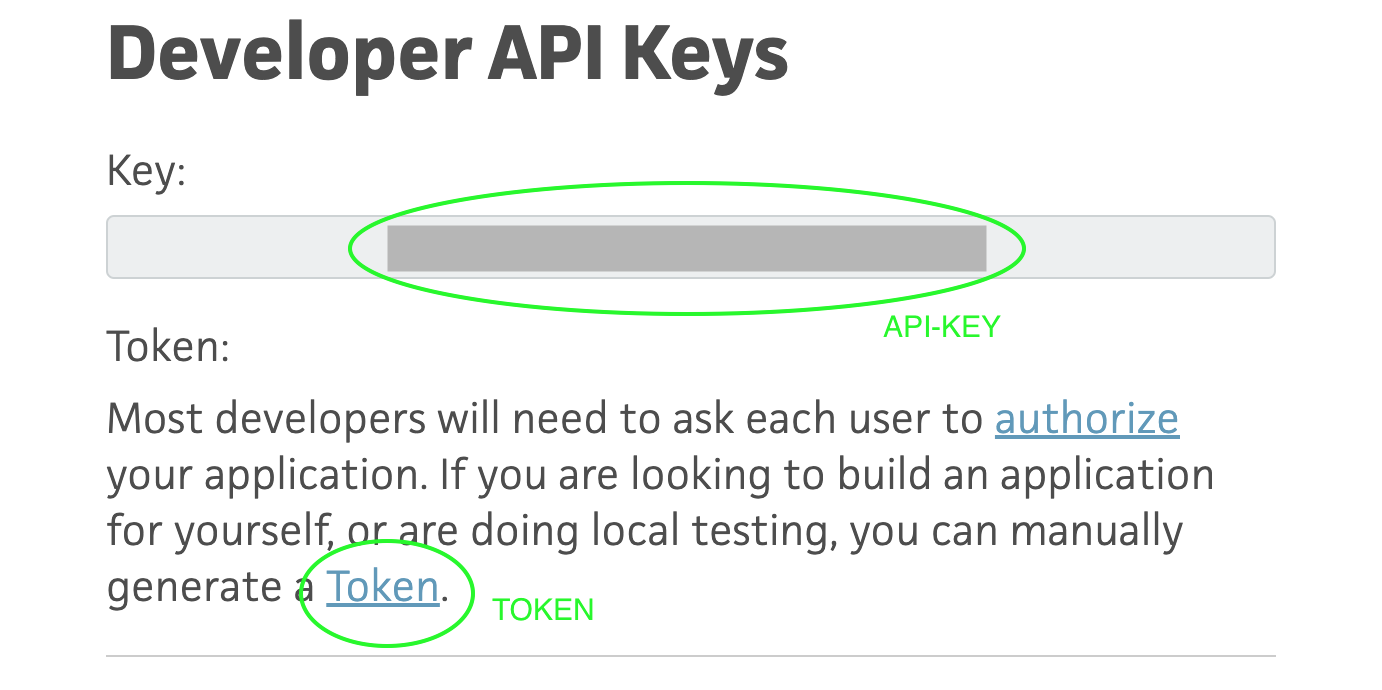 Developer API Keys
Key:
API-KEY
Token:
Most developers will need to ask each user to authorize
your application. If you are looking to build an application
for yourself, or are doing local testing, you can manually
generate a Token.
TOKEN